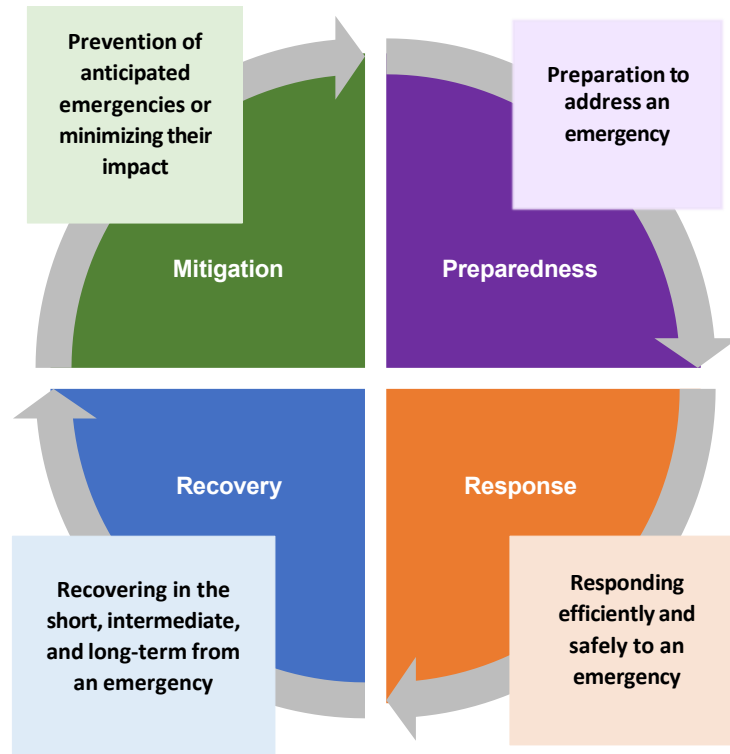 Prevention of
anticipated
emergencies or
minimizing their
impact
Mitigation
Preparation to
address an
emergency
Preparedness
Recovery
Recovering in the
short, intermediate,
and long-term from
an emergency
Response
Responding
efficiently and
safely to an
emergency